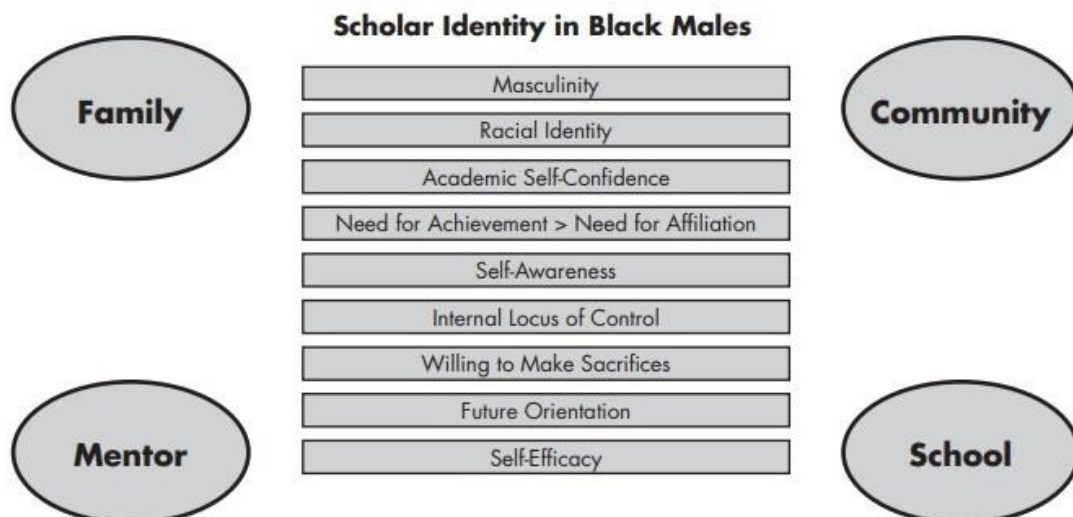 Scholar Identity in Black Males
Family
Community
Masculinity
Racial Identity
Academic Self-Confidence
Need for Achievement > Need for Affiliation
Self-Awareness
Internal Locus of Control
Willing to Make Sacrifices
Future Orientation
Self-Efficacy
Mentor
School